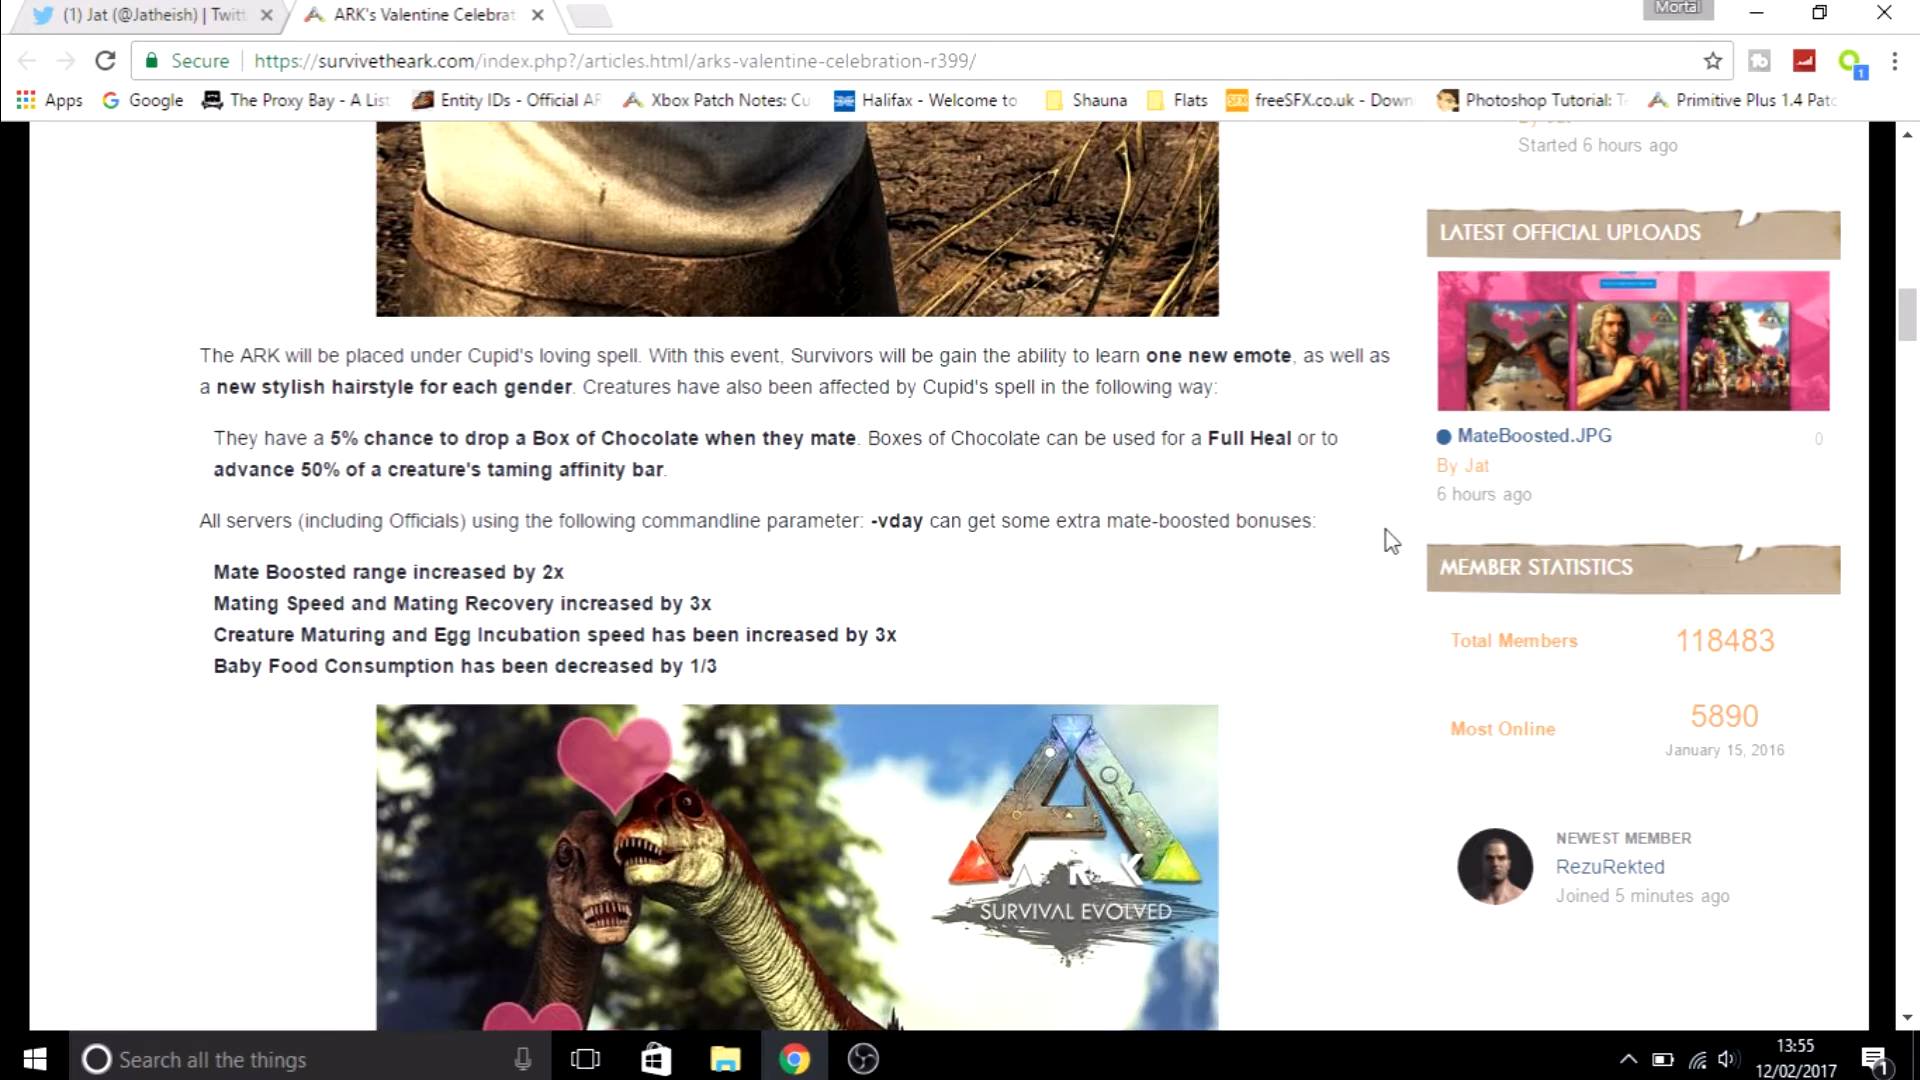 (1) Jat (@Jatheish) | Twitt
ARK's Valentine Celebrat
Mortal
Secure
https://survivetheark.com/index.php?/articles.html/arks-valentine-celebration-r399/
Apps
Google
The Proxy Bay - A List
Entity IDs - Official AR
Xbox Patch Notes: Cu
Halifax - Welcome to
Shauna
Flats
freeSFX.co.uk - Down
Photoshop Tutorial: T
Primitive Plus 1.4 Patc
By Jat
Started 6 hours ago
The ARK will be placed under Cupid's loving spell. With this event, Survivors will be gain the ability to learn one new emote, as well as
a new stylish hairstyle for each gender. Creatures have also been affected by Cupid's spell in the following way:
They have a 5% chance to drop a Box of Chocolate when they mate. Boxes of Chocolate can be used for a Full Heal or to
advance 50% of a creature's taming affinity bar.
All servers (including Officials) using the following commandline parameter: -vday can get some extra mate-boosted bonuses:
Mate Boosted range increased by 2x
Mating Speed and Mating Recovery increased by 3x
Creature Maturing and Egg Incubation speed has been increased by 3x
Baby Food Consumption has been decreased by 1/3
ARK
SURVIVAL EVOLVED
LATEST OFFICIAL UPLOADS
MateBoosted.JPG
0
By Jat
6 hours ago
MEMBER STATISTICS
Total Members
118483
Most Online
5890
January 15, 2016
NEWEST MEMBER
RezuRekted
Joined 5 minutes ago
Search all the things
13:55
12/02/2017
1